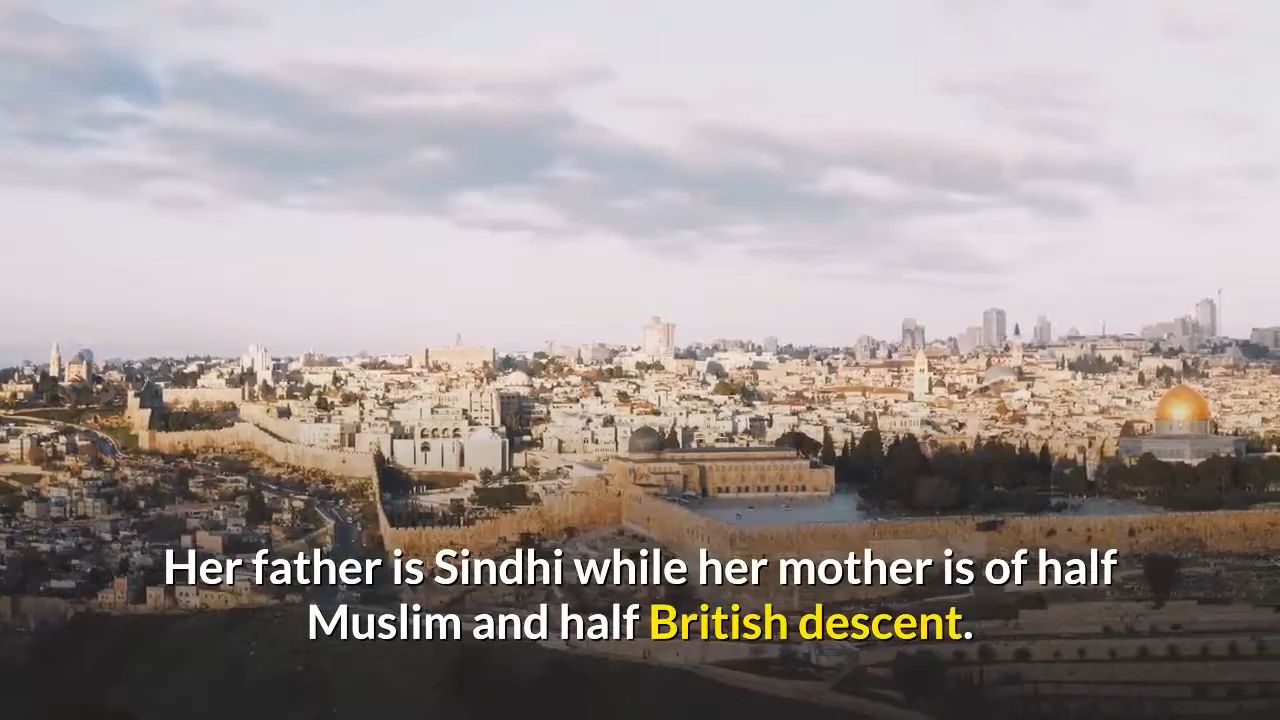 Her father is Sindhi while her mother is of half
Muslim and half British descent.